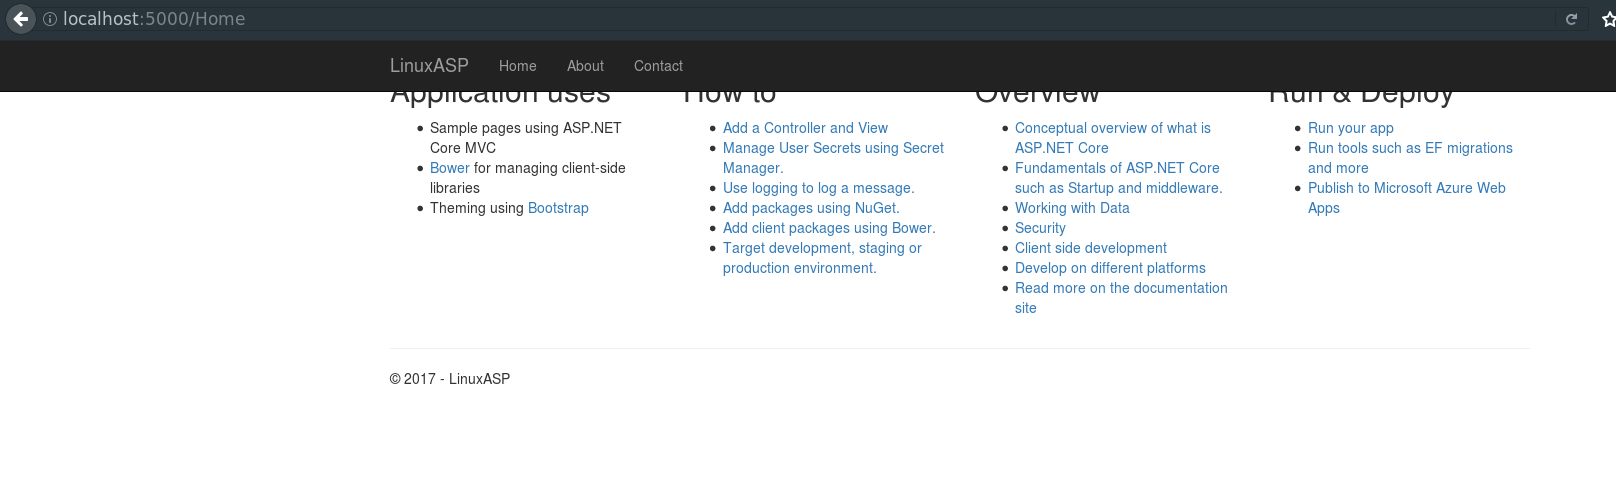 localhost:5000/Home
LinuxASP Home About Contact
Application uses
Sample pages using ASP.NET
Core MVC
Bower for managing client-side
libraries
Theming using Bootstrap
How to
Add a Controller and View
Manage User Secrets using Secret
Manager.
Use logging to log a message.
Add packages using NuGet.
Add client packages using Bower.
Target development, staging or
production environment.
Overview
Conceptual overview of what is
ASP.NET Core
Fundamentals of ASP.NET Core
such as Startup and middleware.
Working with Data
Security
Client side development
Develop on different platforms
Read more on the documentation
site
Run & Deploy
Run your app
Run tools such as EF migrations
and more
Publish to Microsoft Azure Web
Apps
© 2017 - LinuxASP